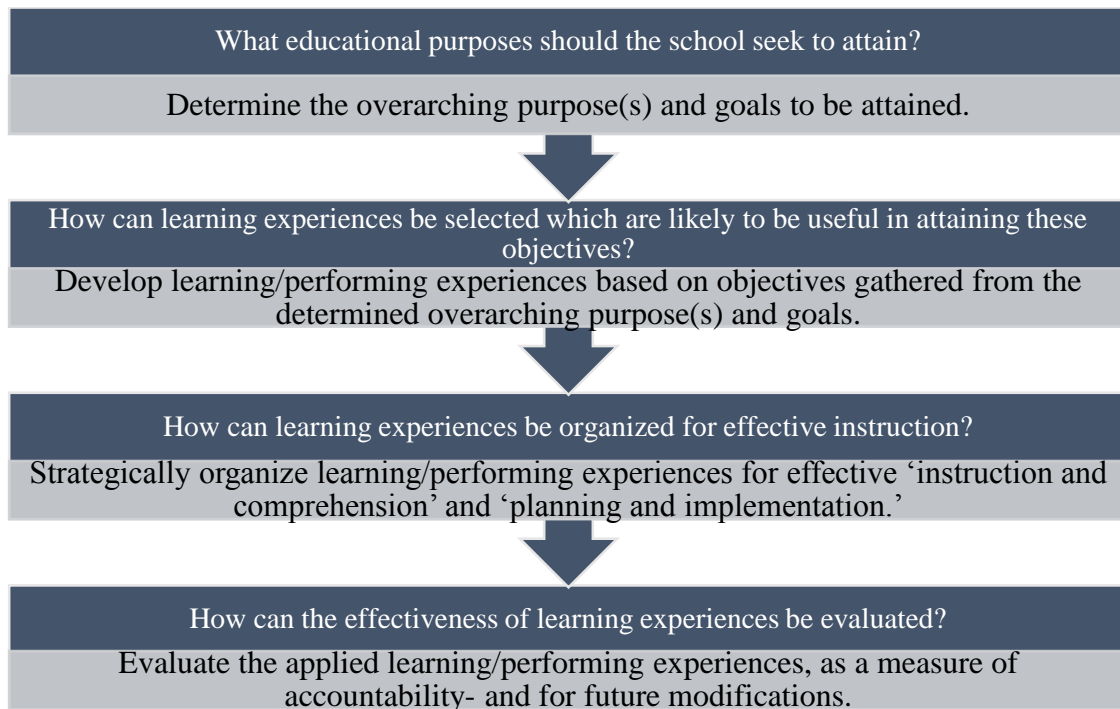 What educational purposes should the school seek to attain?
Determine the overarching purpose(s) and goals to be attained.
How can learning experiences be selected which are likely to be useful in attaining these
objectives?
Develop learning/performing experiences based on objectives gathered from the
determined overarching purpose(s) and goals.
How can learning experiences be organized for effective instruction?
Strategically organize learning/performing experiences for effective ‘instruction and
comprehension’ and ‘planning and implementation.’
How can the effectiveness of learning experiences be evaluated?
Evaluate the applied learning/performing experiences, as a measure of
accountability- and for future modifications.